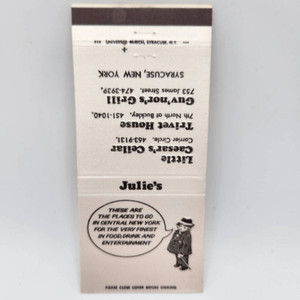 Julie's
THESE ARE
THE PLACES TO GO
IN CENTRAL NEW YORK
FOR THE VERY FINEST
IN FOOD, DRINK AND
ENTERTAINMENT
Little
Caesar's Cellar
Carrier Circle. 463-9131.
Trivet House
7th North at Buckley. 451-1040.
Guv'nor's Grill
753 James Street. 474-3939.
SYRACUSE, NEW YORK